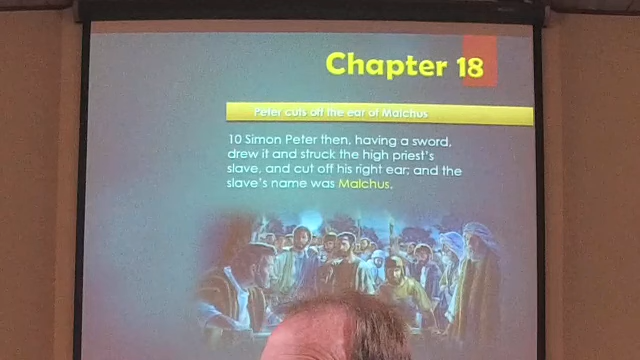 Chapter 18
Peter cuts off the ear of Malchus
10 Simon Peter then, having a sword,
drew it and struck the high priest's
slave, and cut off his right ear; and the
slave's name was Malchus.